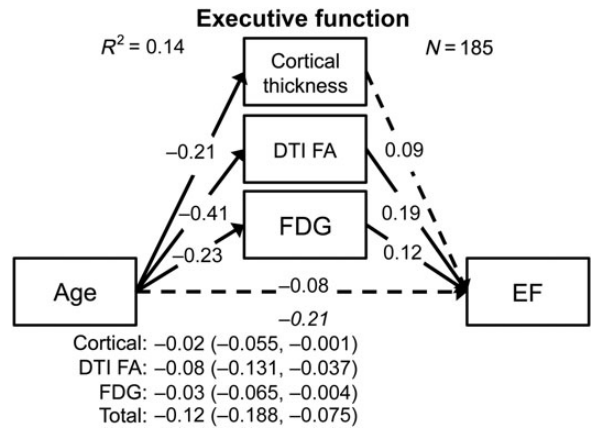 Executive function
R² = 0.14
N = 185
Cortical
thickness
DTI FA
FDG
–0.21
–0.41
–0.23
0.09
0.19
0.12
Age
–0.08
EF
–0.21
Cortical: –0.02 (–0.055, –0.001)
DTI FA: –0.08 (–0.131, –0.037)
FDG: –0.03 (–0.065, –0.004)
Total: –0.12 (–0.188, –0.075)